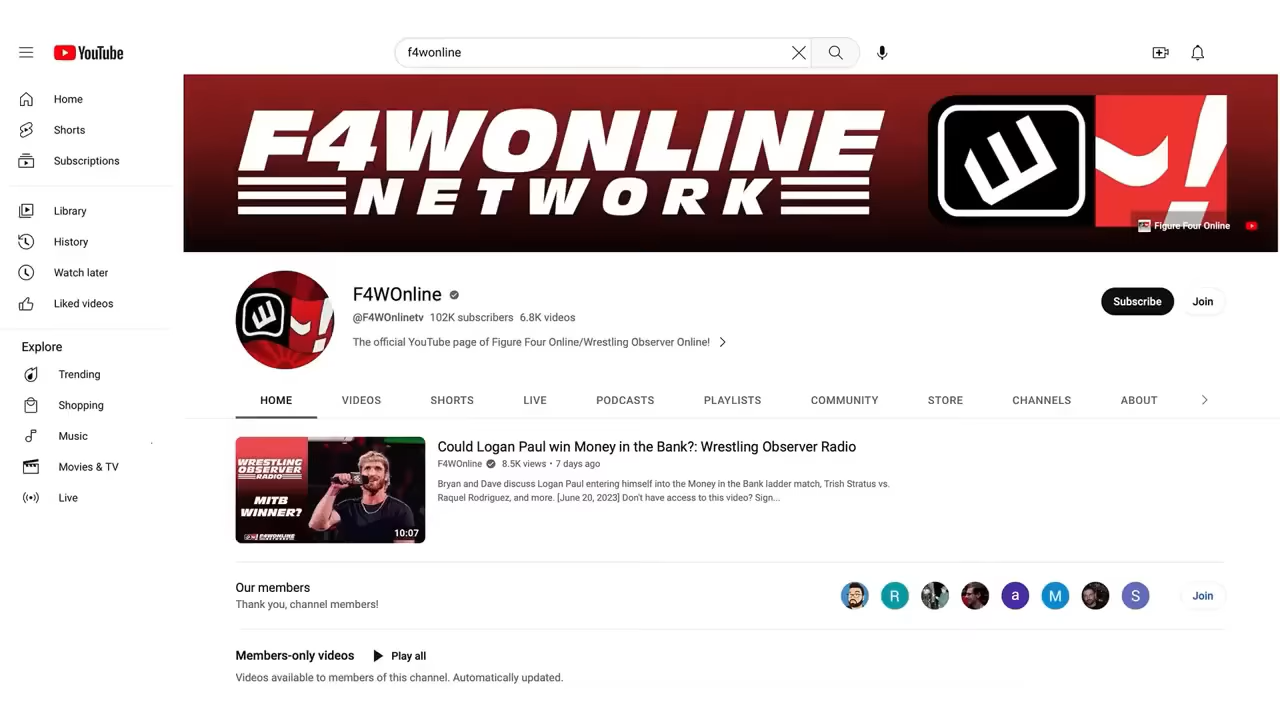 YouTube
f4wonline
Home
Shorts
Subscriptions
Library
History
Watch later
Liked videos
Explore
Trending
Shopping
Music
Movies & TV
Live
F4WONLINE
NETWORK
Figure Four Online
F4WOnline
@F4WOnlinetv 102K subscribers 6.8K videos
The official YouTube page of Figure Four Online/Wrestling Observer Online!
Subscribe
Join
HOME
VIDEOS
SHORTS
LIVE
PODCASTS
PLAYLISTS
COMMUNITY
STORE
CHANNELS
ABOUT
WRESTLING
OBSERVER
RADIO
MITB
WINNER?
F4WONLINE
NETWORK
10:07
Could Logan Paul win Money in the Bank?: Wrestling Observer Radio
F4WOnline 8.5K views • 7 days ago
Bryan and Dave discuss Logan Paul entering himself into the Money in the Bank ladder match, Trish Stratus vs.
Raquel Rodriguez, and more. [June 20, 2023] Don't have access to this video? Sign...
Our members
Thank you, channel members!
R
a
M
S
Join
Members-only videos
Play all
Videos available to members of this channel. Automatically updated.